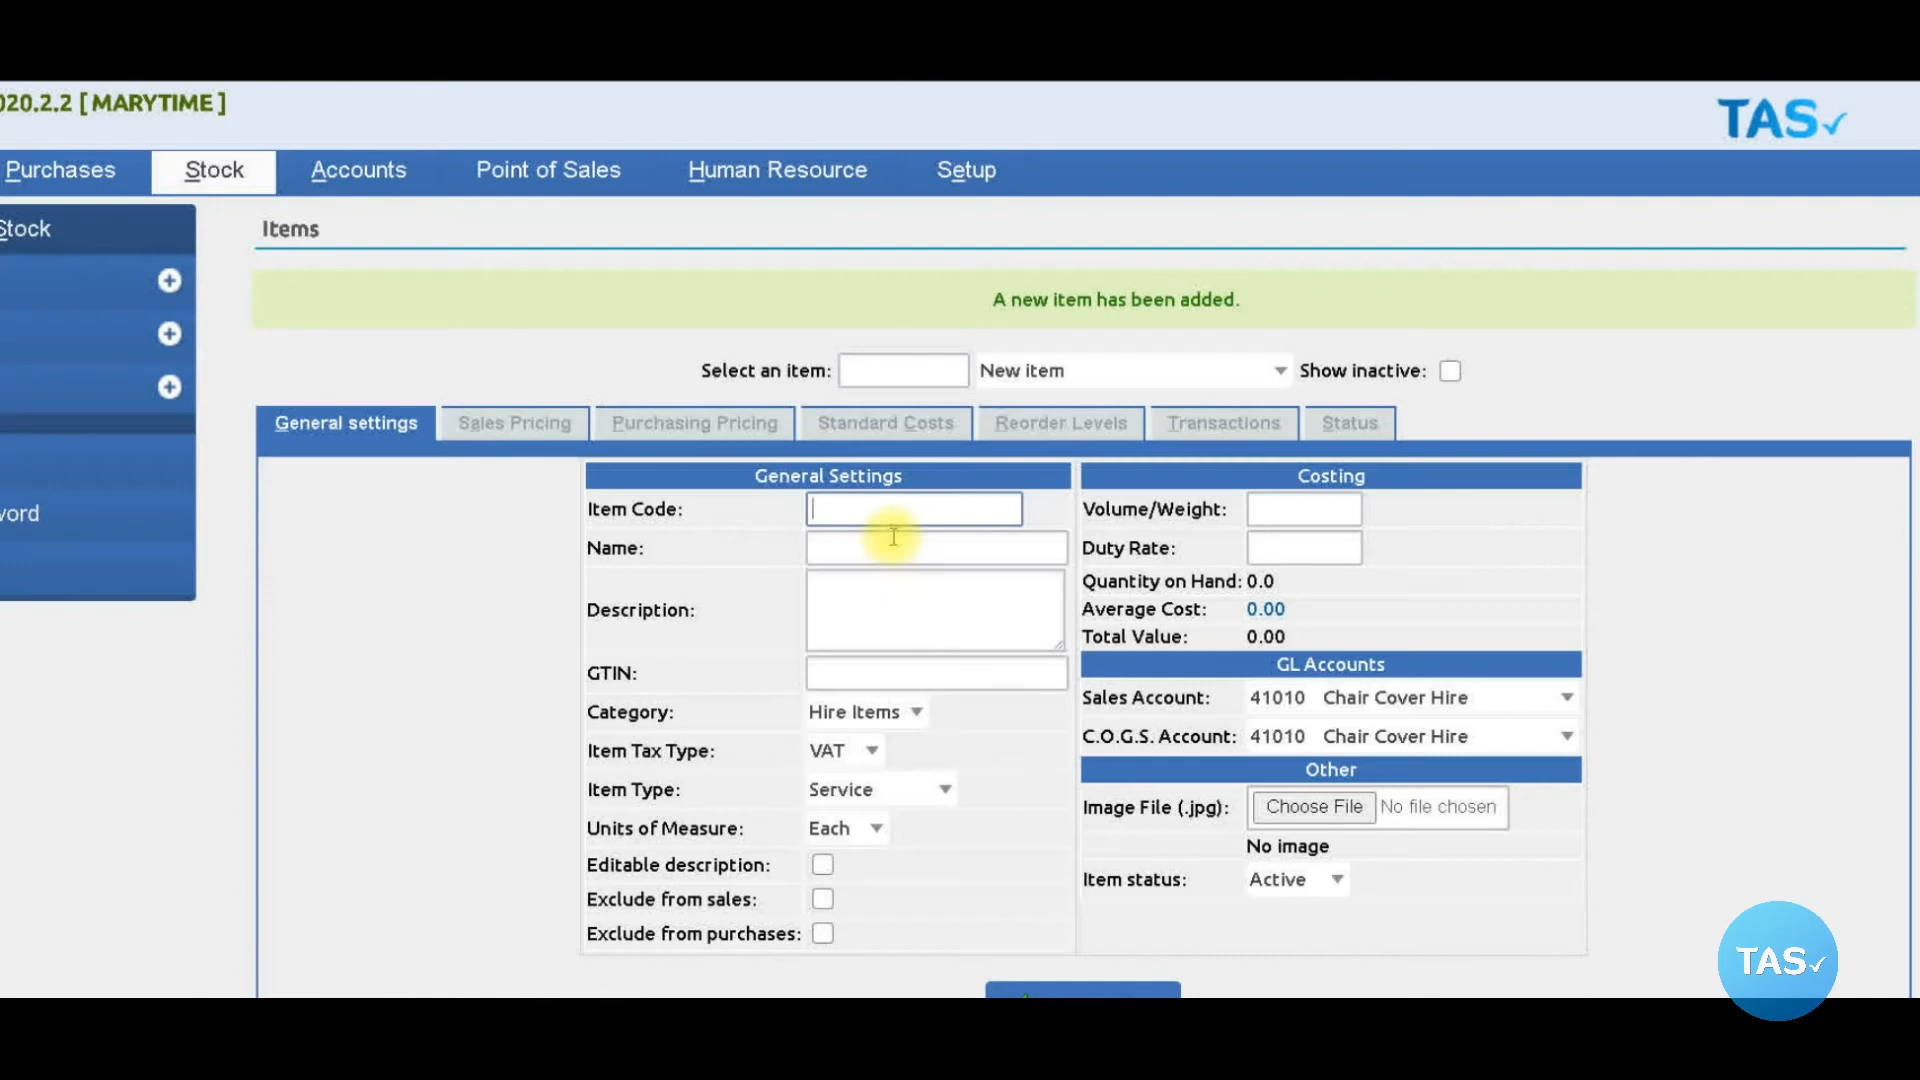 020.2.2 [ MARYTIME ]
TAS
Purchases Stock Accounts Point of Sales Human Resource Setup
Stock
Items
A new item has been added.
Select an item: New item Show inactive:
General settings Sales Pricing Purchasing Pricing Standard Costs Reorder Levels Transactions Status
General Settings
Item Code:
Name:
Description:
GTIN:
Category: Hire Items
Item Tax Type: VAT
Item Type: Service
Units of Measure: Each
Editable description:
Exclude from sales:
Exclude from purchases:
Costing
Volume/Weight:
Duty Rate:
Quantity on Hand: 0.0
Average Cost: 0.00
Total Value: 0.00
GL Accounts
Sales Account: 41010 Chair Cover Hire
C.O.G.S. Account: 41010 Chair Cover Hire
Other
Image File (.jpg): Choose File No file chosen
No image
Item status: Active
TAS